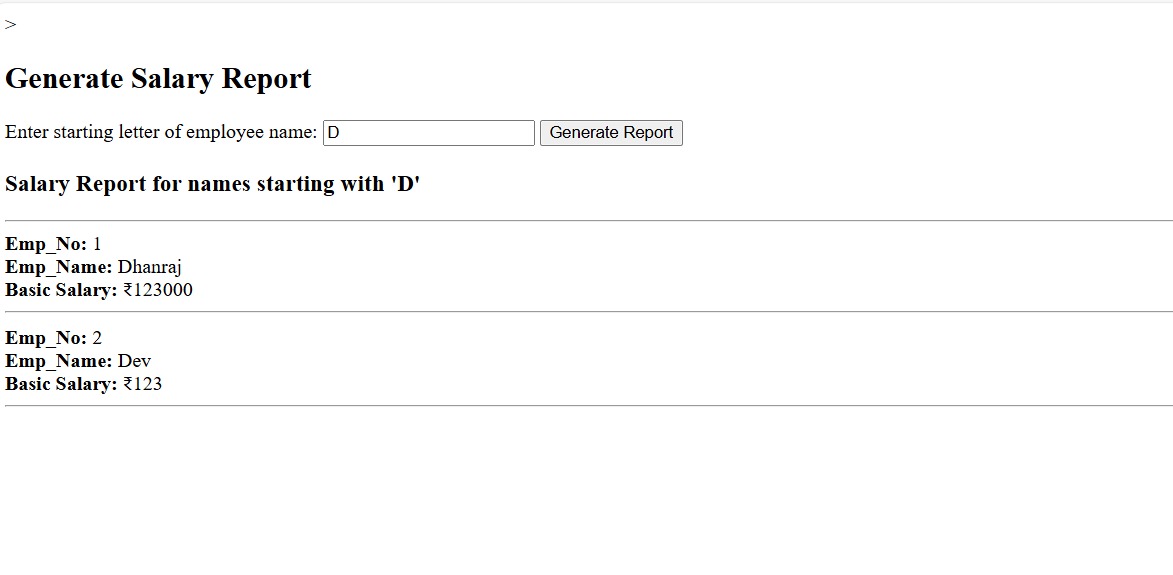 >
Generate Salary Report
Enter starting letter of employee name: D Generate Report
Salary Report for names starting with 'D'
Emp_No: 1
Emp_Name: Dhanraj
Basic Salary: ₹123000
Emp_No: 2
Emp_Name: Dev
Basic Salary: ₹123